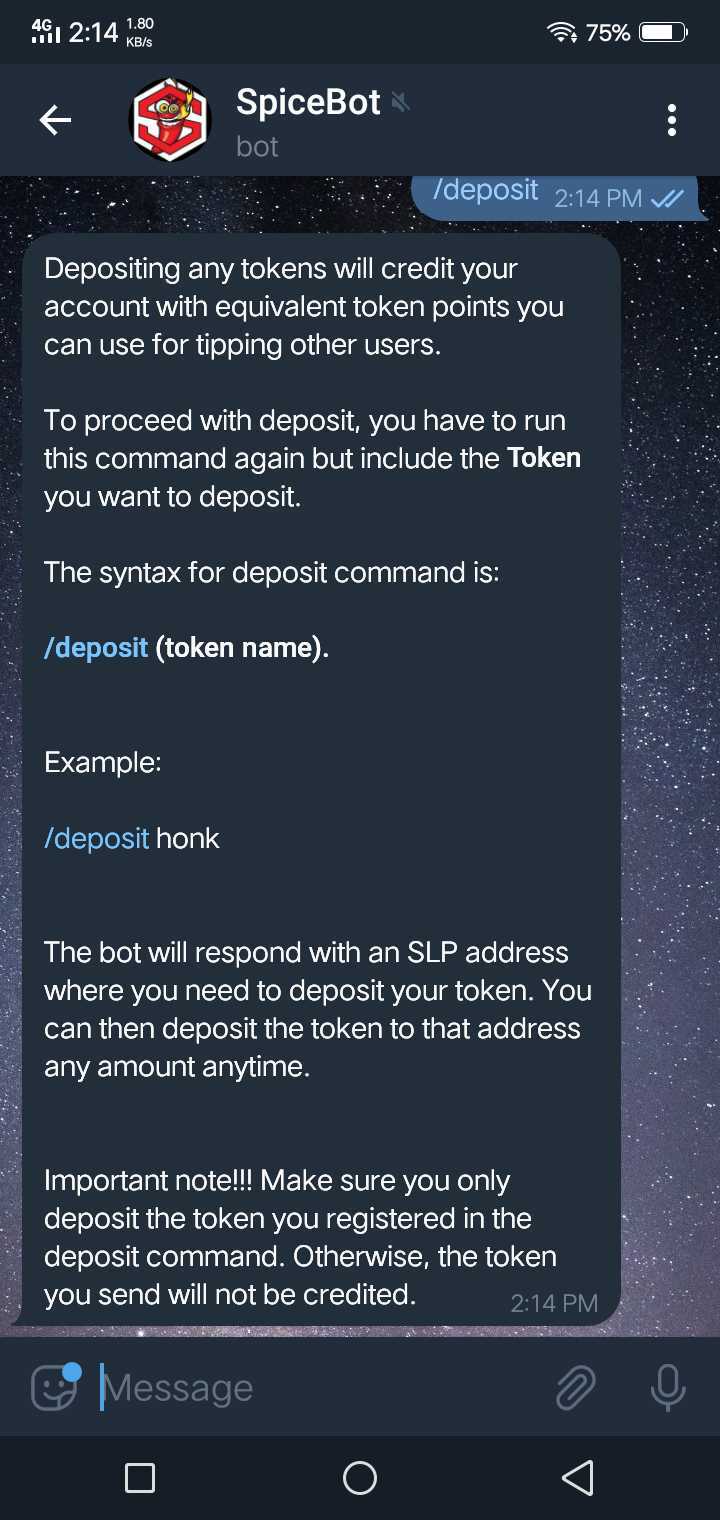 4G 2:14 1.80 KB/s 75%
SpiceBot
bot
/deposit 2:14 PM
Depositing any tokens will credit your
account with equivalent token points you
can use for tipping other users.
To proceed with deposit, you have to run
this command again but include the Token
you want to deposit.
The syntax for deposit command is:
/deposit (token name).
Example:
/deposit honk
The bot will respond with an SLP address
where you need to deposit your token. You
can then deposit the token to that address
any amount anytime.
Important note!!! Make sure you only
deposit the token you registered in the
deposit command. Otherwise, the token
you send will not be credited. 2:14 PM
Message